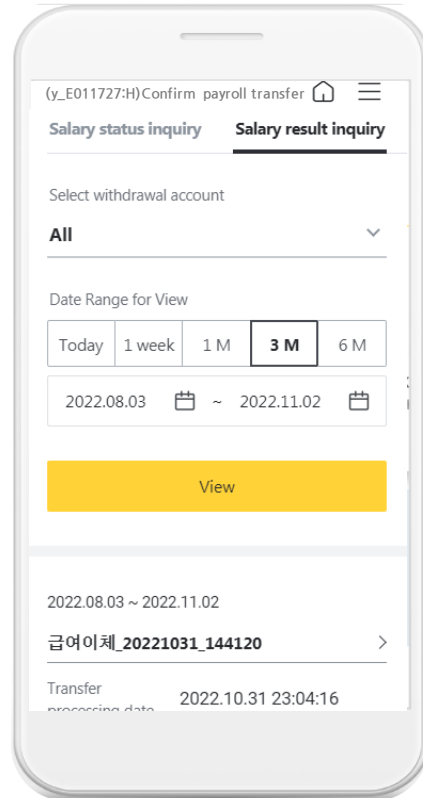 (y_E011727:H)Confirm payroll transfer
Salary status inquiry Salary result inquiry
Select withdrawal account
All
Date Range for View
Today 1 week 1 M 3 M 6 M
2022.08.03 ~ 2022.11.02
View
2022.08.03 ~ 2022.11.02
급여이체_20221031_144120
Transfer
processing date 2022.10.31 23:04:16